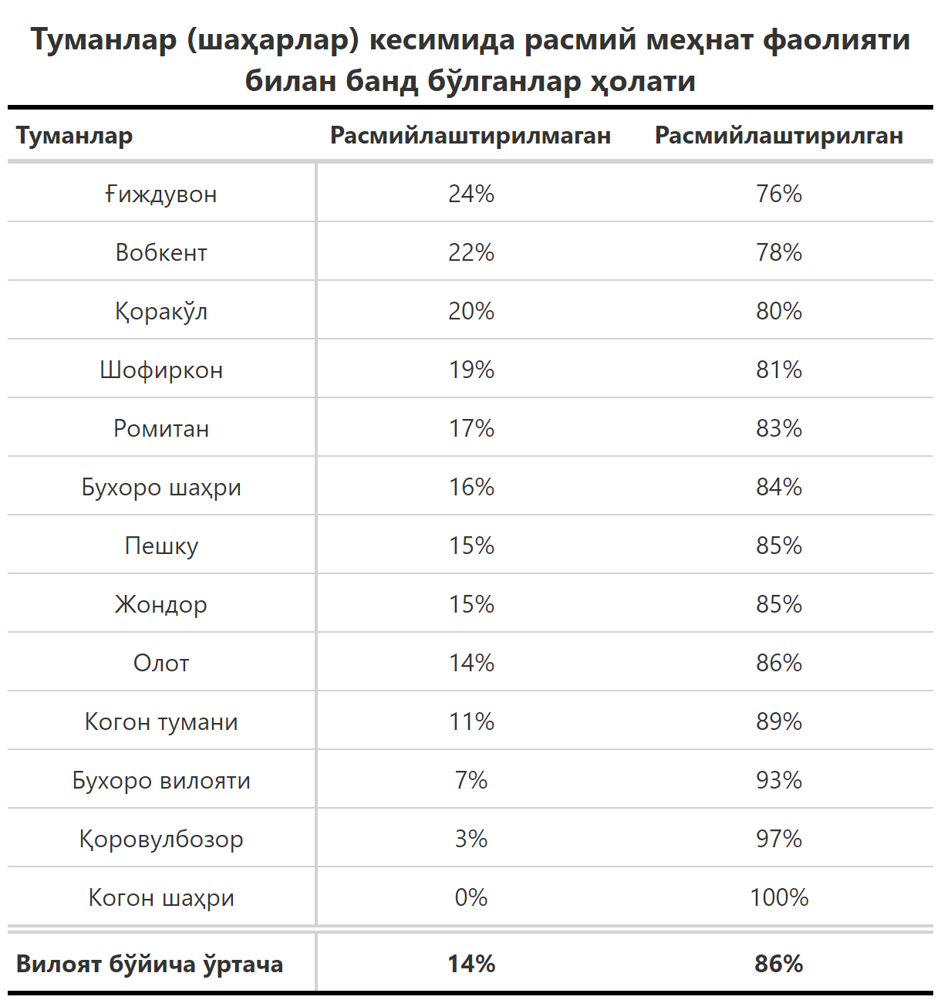 Туманлар (шаҳарлар) кесимида расмий меҳнат фаолияти
билан банд бўлганлар ҳолати
Туманлар Расмийлаштирилмаган Расмийлаштирилган
Ғиждувон 24% 76%
Вобкент 22% 78%
Қоракўл 20% 80%
Шофиркон 19% 81%
Ромитан 17% 83%
Бухоро шаҳри 16% 84%
Пешку 15% 85%
Жондор 15% 85%
Олот 14% 86%
Когон тумани 11% 89%
Бухоро вилояти 7% 93%
Қоровулбозор 3% 97%
Когон шаҳри 0% 100%
Вилоят бўйича ўртача 14% 86%